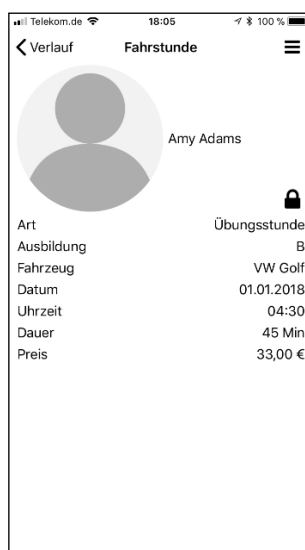 Telekom.de 18:05 100 %
Verlauf Fahrstunde
Amy Adams
Art Übungsstunde
Ausbildung B
Fahrzeug VW Golf
Datum 01.01.2018
Uhrzeit 04:30
Dauer 45 Min
Preis 33,00 €